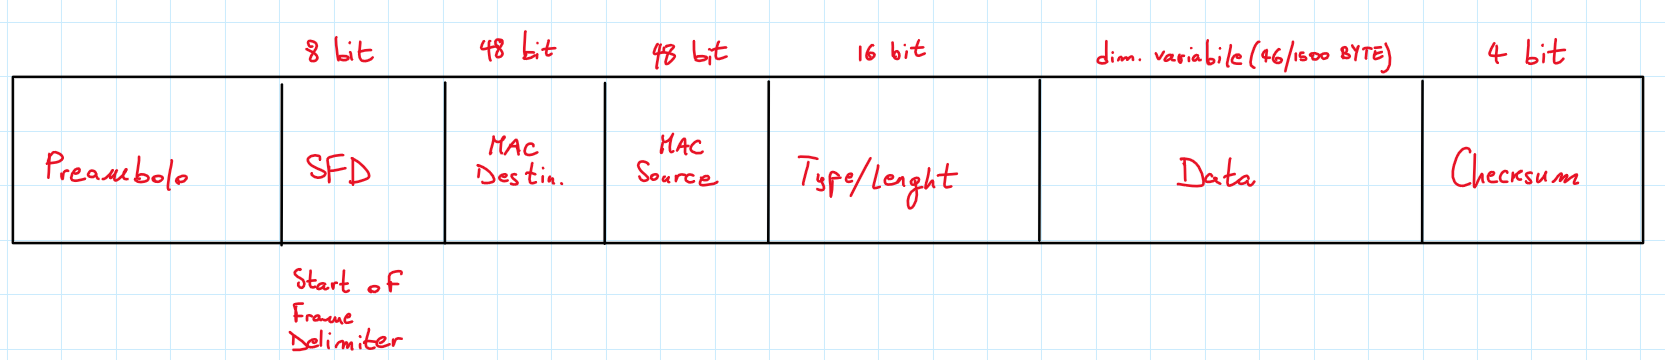 8 bit 48 bit 48 bit 16 bit dim. variabile (46/1500 BYTE) 4 bit
Preambolo
SFD
MAC
Destin.
MAC
Source
Type/Lenght
Data
Checksum
Start of
Frame
Delimiter